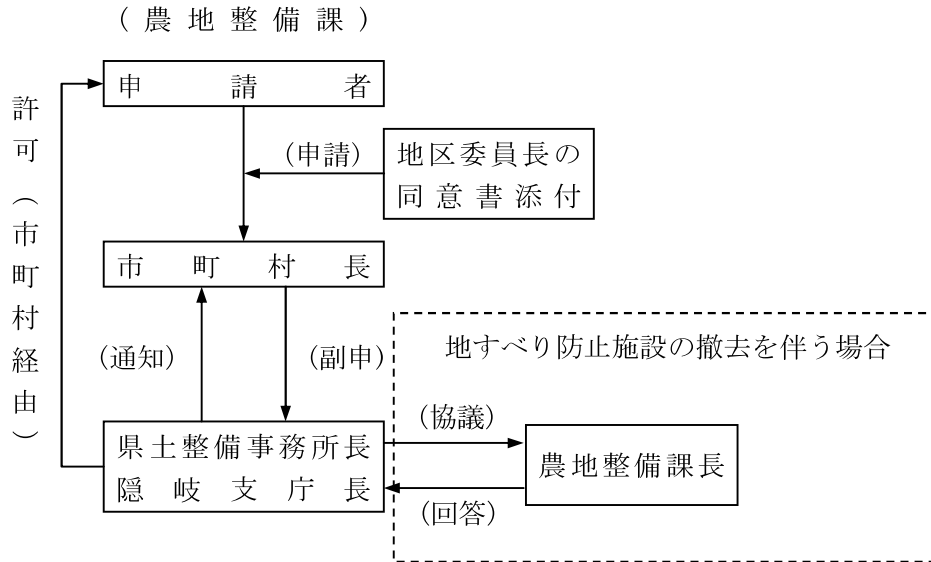 （農地整備課）
申請者
許可（市町村経由）
(申請)
地区委員長の
同意書添付
市町村長
(通知)
(副申)
地すべり防止施設の撤去を伴う場合
県土整備事務所長
隠岐支庁長
(協議)
農地整備課長
(回答)